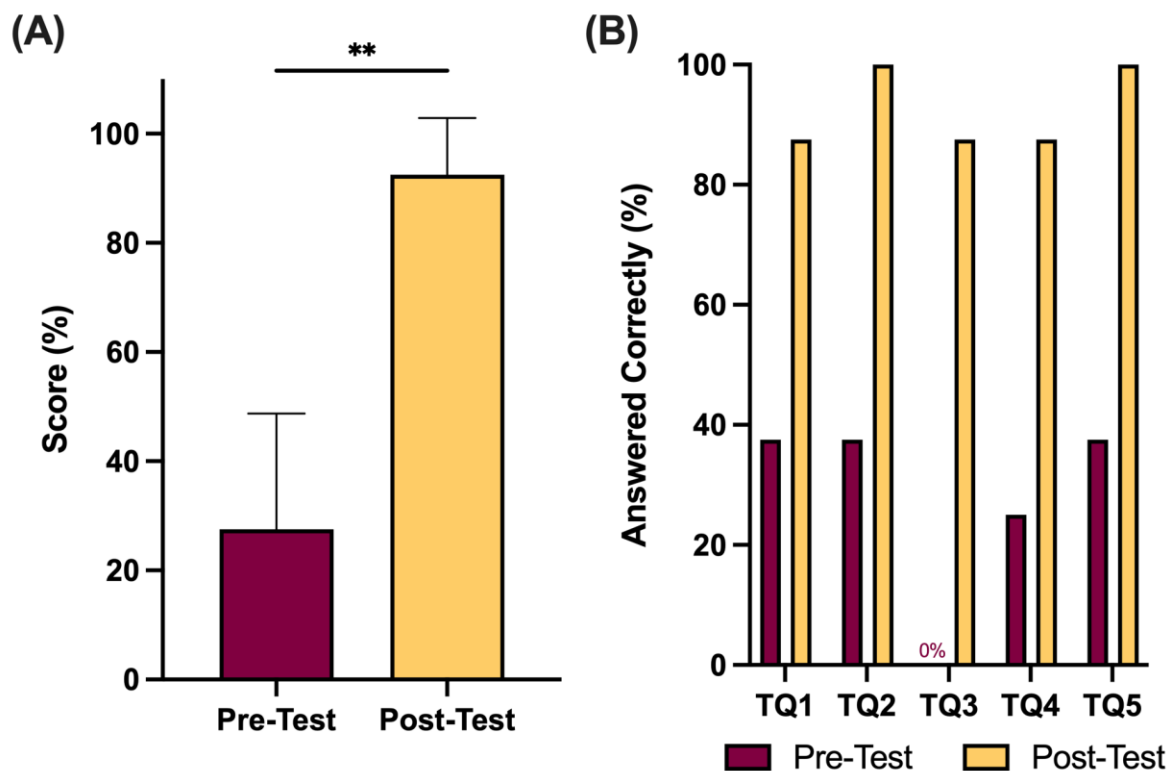 (A)
**
100
80
60
40
20
0
Score (%)
Pre-Test
Post-Test
(B)
100
80
60
40
20
0
Answered Correctly (%)
0%
TQ1
TQ2
TQ3
TQ4
TQ5
Pre-Test
Post-Test